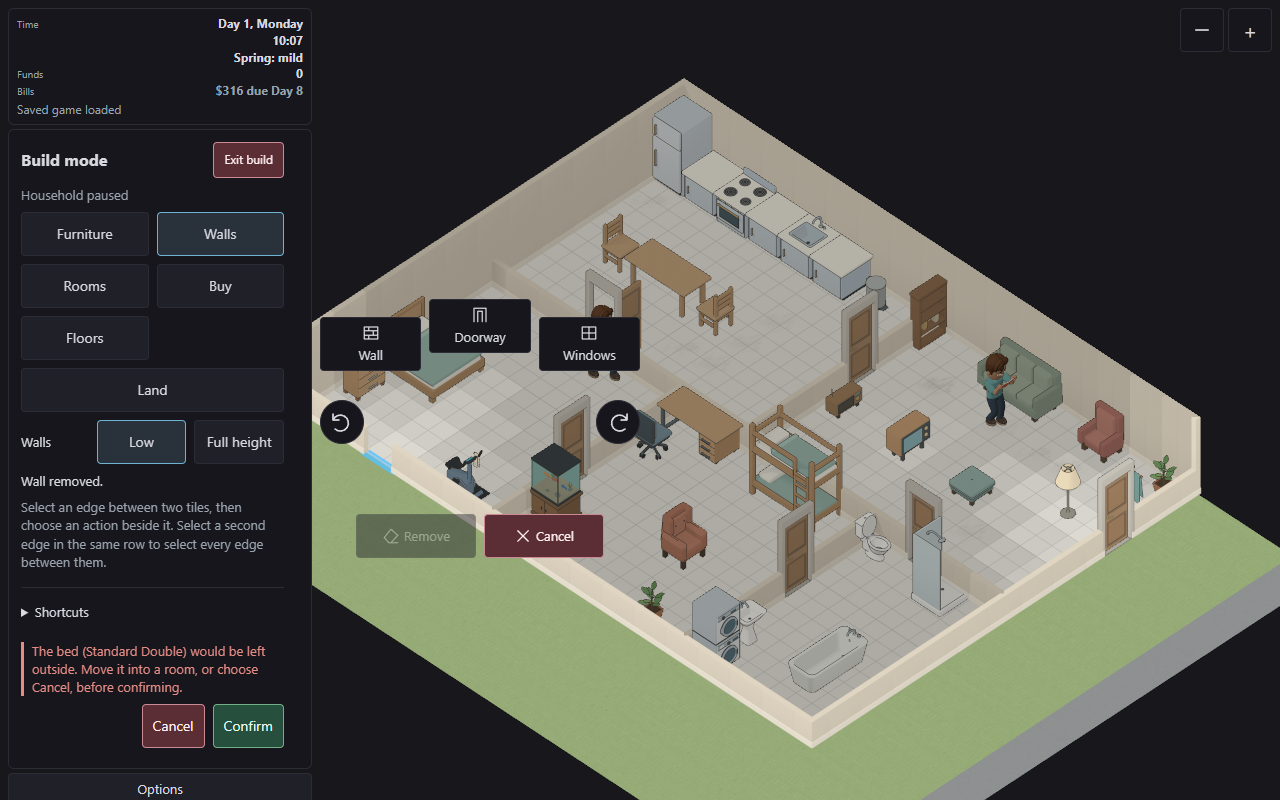 Time
Day 1, Monday
10:07
Spring: mild
Funds
0
Bills
$316 due Day 8
Saved game loaded
Build mode
Exit build
Household paused
Furniture
Walls
Rooms
Buy
Floors
Land
Walls
Low
Full height
Wall removed.
Select an edge between two tiles, then
choose an action beside it. Select a second
edge in the same row to select every edge
between them.
Shortcuts
The bed (Standard Double) would be left
outside. Move it into a room, or choose
Cancel, before confirming.
Cancel
Confirm
Options
Wall
Doorway
Windows
Remove
Cancel